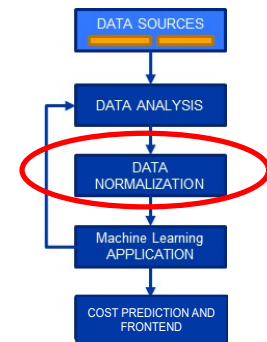 DATA SOURCES
DATA ANALYSIS
DATA
NORMALIZATION
Machine Learning
APPLICATION
COST PREDICTION AND
FRONTEND